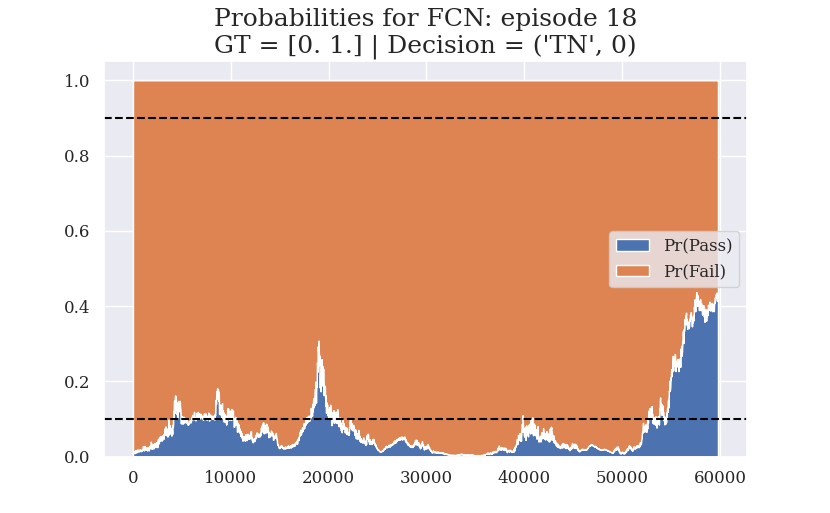 Probabilities for FCN: episode 18
GT = [0. 1.] | Decision = ('TN', 0)
1.0
0.8
0.6
0.4
0.2
0.0
Pr(Pass)
Pr(Fail)
0 10000 20000 30000 40000 50000 60000